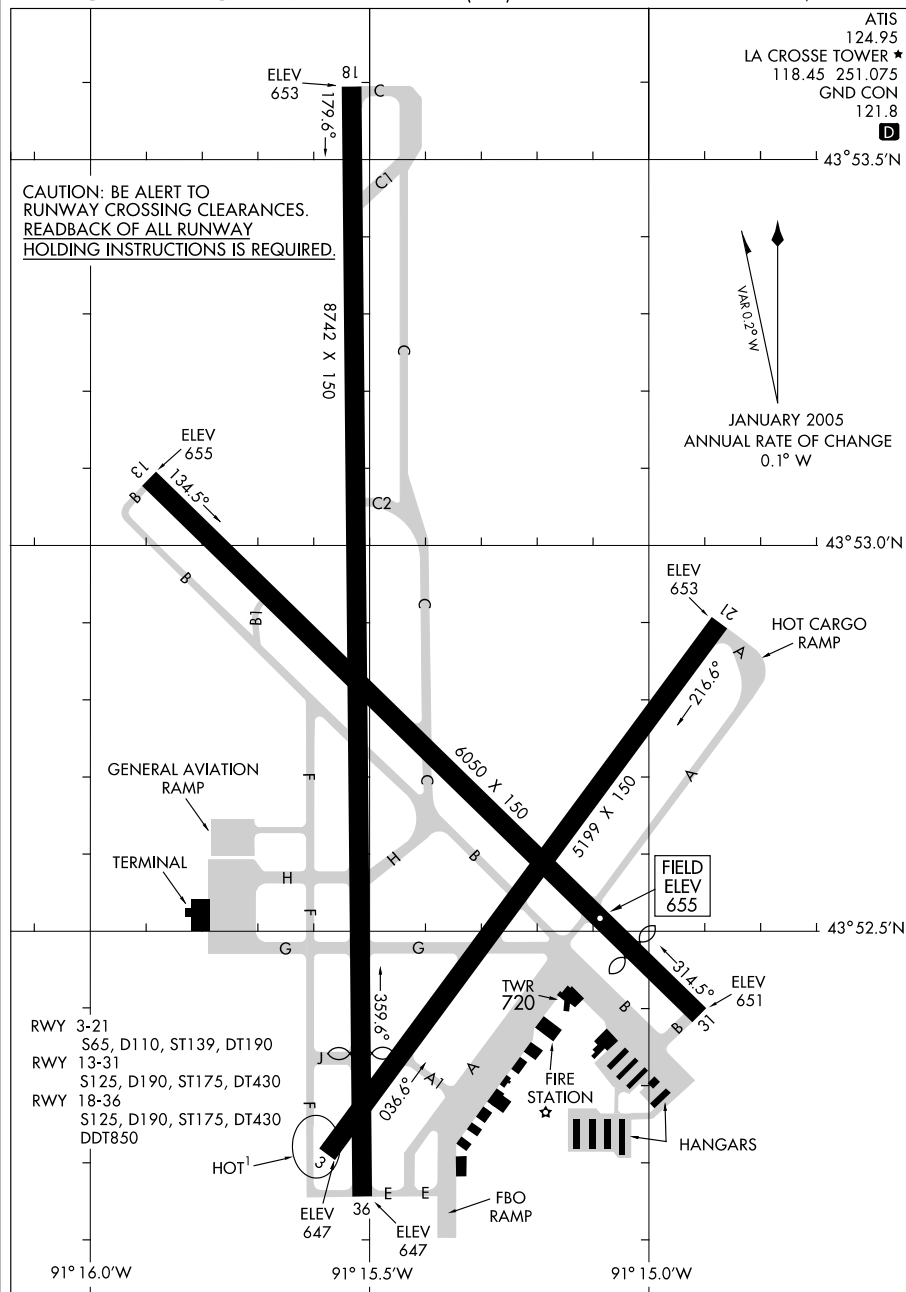 ATIS
124.95
LA CROSSE TOWER ★
118.45 251.075
GND CON
121.8
D
ELEV
653
18
C
179.6°
43°53.5'N
C1
CAUTION: BE ALERT TO
RUNWAY CROSSING CLEARANCES.
READBACK OF ALL RUNWAY
HOLDING INSTRUCTIONS IS REQUIRED.
VAR 0.2° W
8742 X 150
C
JANUARY 2005
ANNUAL RATE OF CHANGE
0.1° W
ELEV
655
13
134.5°
B
C2
43°53.0'N
B
ELEV
653
21
C
B1
HOT CARGO
RAMP
A
216.6°
GENERAL AVIATION
RAMP
F
C
6050 X 150
A
5199 X 150
TERMINAL
H
H
B
FIELD
ELEV
655
F
43°52.5'N
G
G
314.5°
ELEV
651
TWR
720
B
B
31
359.6°
RWY 3-21
S65, D110, ST139, DT190
RWY 13-31
S125, D190, ST175, DT430
RWY 18-36
S125, D190, ST175, DT430
DDT850
J
A1
A
036.6°
FIRE
STATION
F
HOT¹
3
HANGARS
ELEV
647
36
E
E
ELEV
647
FBO
RAMP
91°16.0'W
91°15.5'W
91°15.0'W